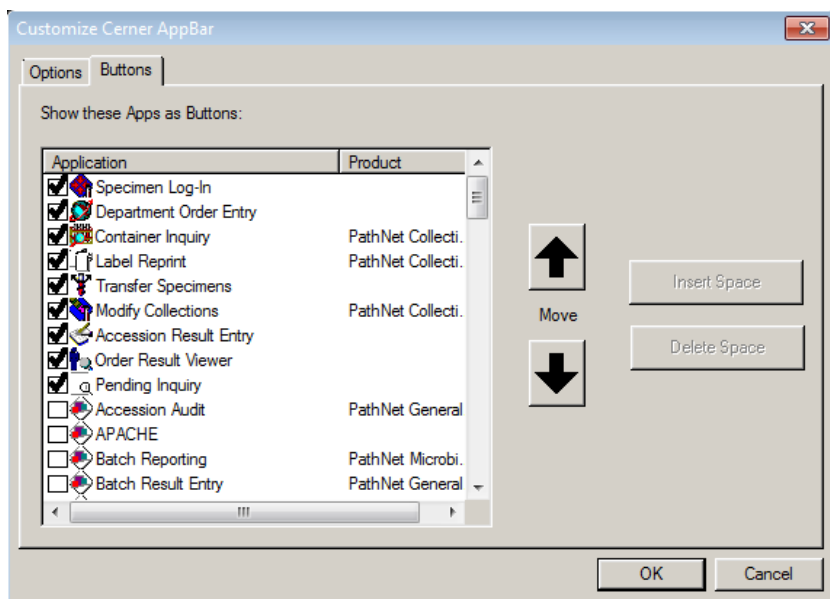 Customize Cerner AppBar
Options Buttons
Show these Apps as Buttons:
Application Product
Specimen Log-In
Department Order Entry
Container Inquiry PathNet Collecti.
Label Reprint PathNet Collecti.
Transfer Specimens
Modify Collections PathNet Collecti.
Accession Result Entry
Order Result Viewer
Pending Inquiry
Accession Audit PathNet General
APACHE
Batch Reporting PathNet Microbi.
Batch Result Entry PathNet General
Move
Insert Space
Delete Space
OK Cancel